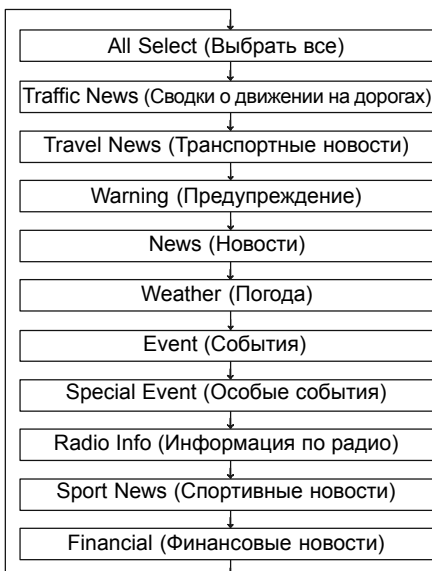 All Select (Выбрать все)
Traffic News (Сводки о движении на дорогах)
Travel News (Транспортные новости)
Warning (Предупреждение)
News (Новости)
Weather (Погода)
Event (События)
Special Event (Особые события)
Radio Info (Информация по радио)
Sport News (Спортивные новости)
Financial (Финансовые новости)